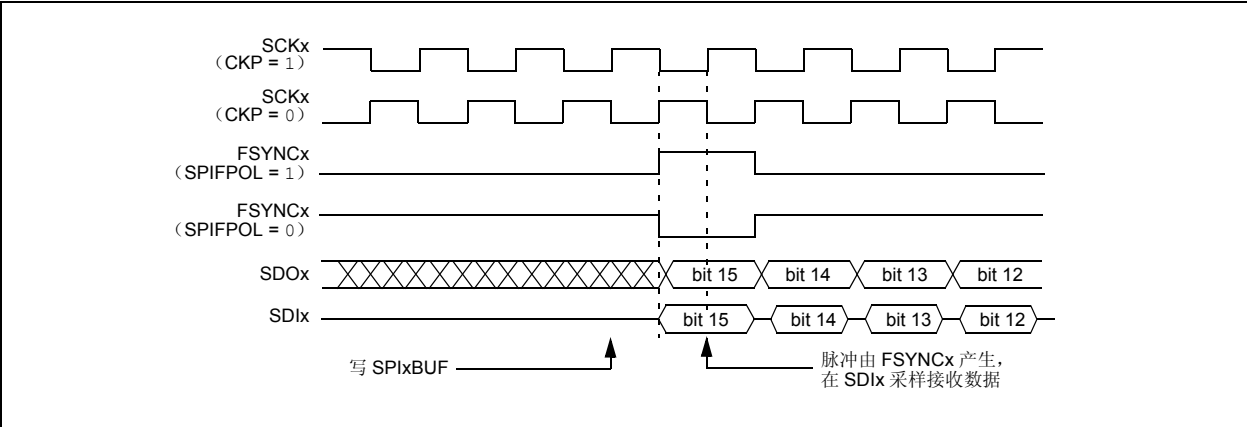 SCKx
（CKP = 1）
SCKx
（CKP = 0）
FSYNCx
（SPIFPOL = 1）
FSYNCx
（SPIFPOL = 0）
SDOx
bit 15
bit 14
bit 13
bit 12
SDIx
bit 15
bit 14
bit 13
bit 12
写 SPIxBUF
脉冲由 FSYNCx 产生，
在 SDIx 采样接收数据